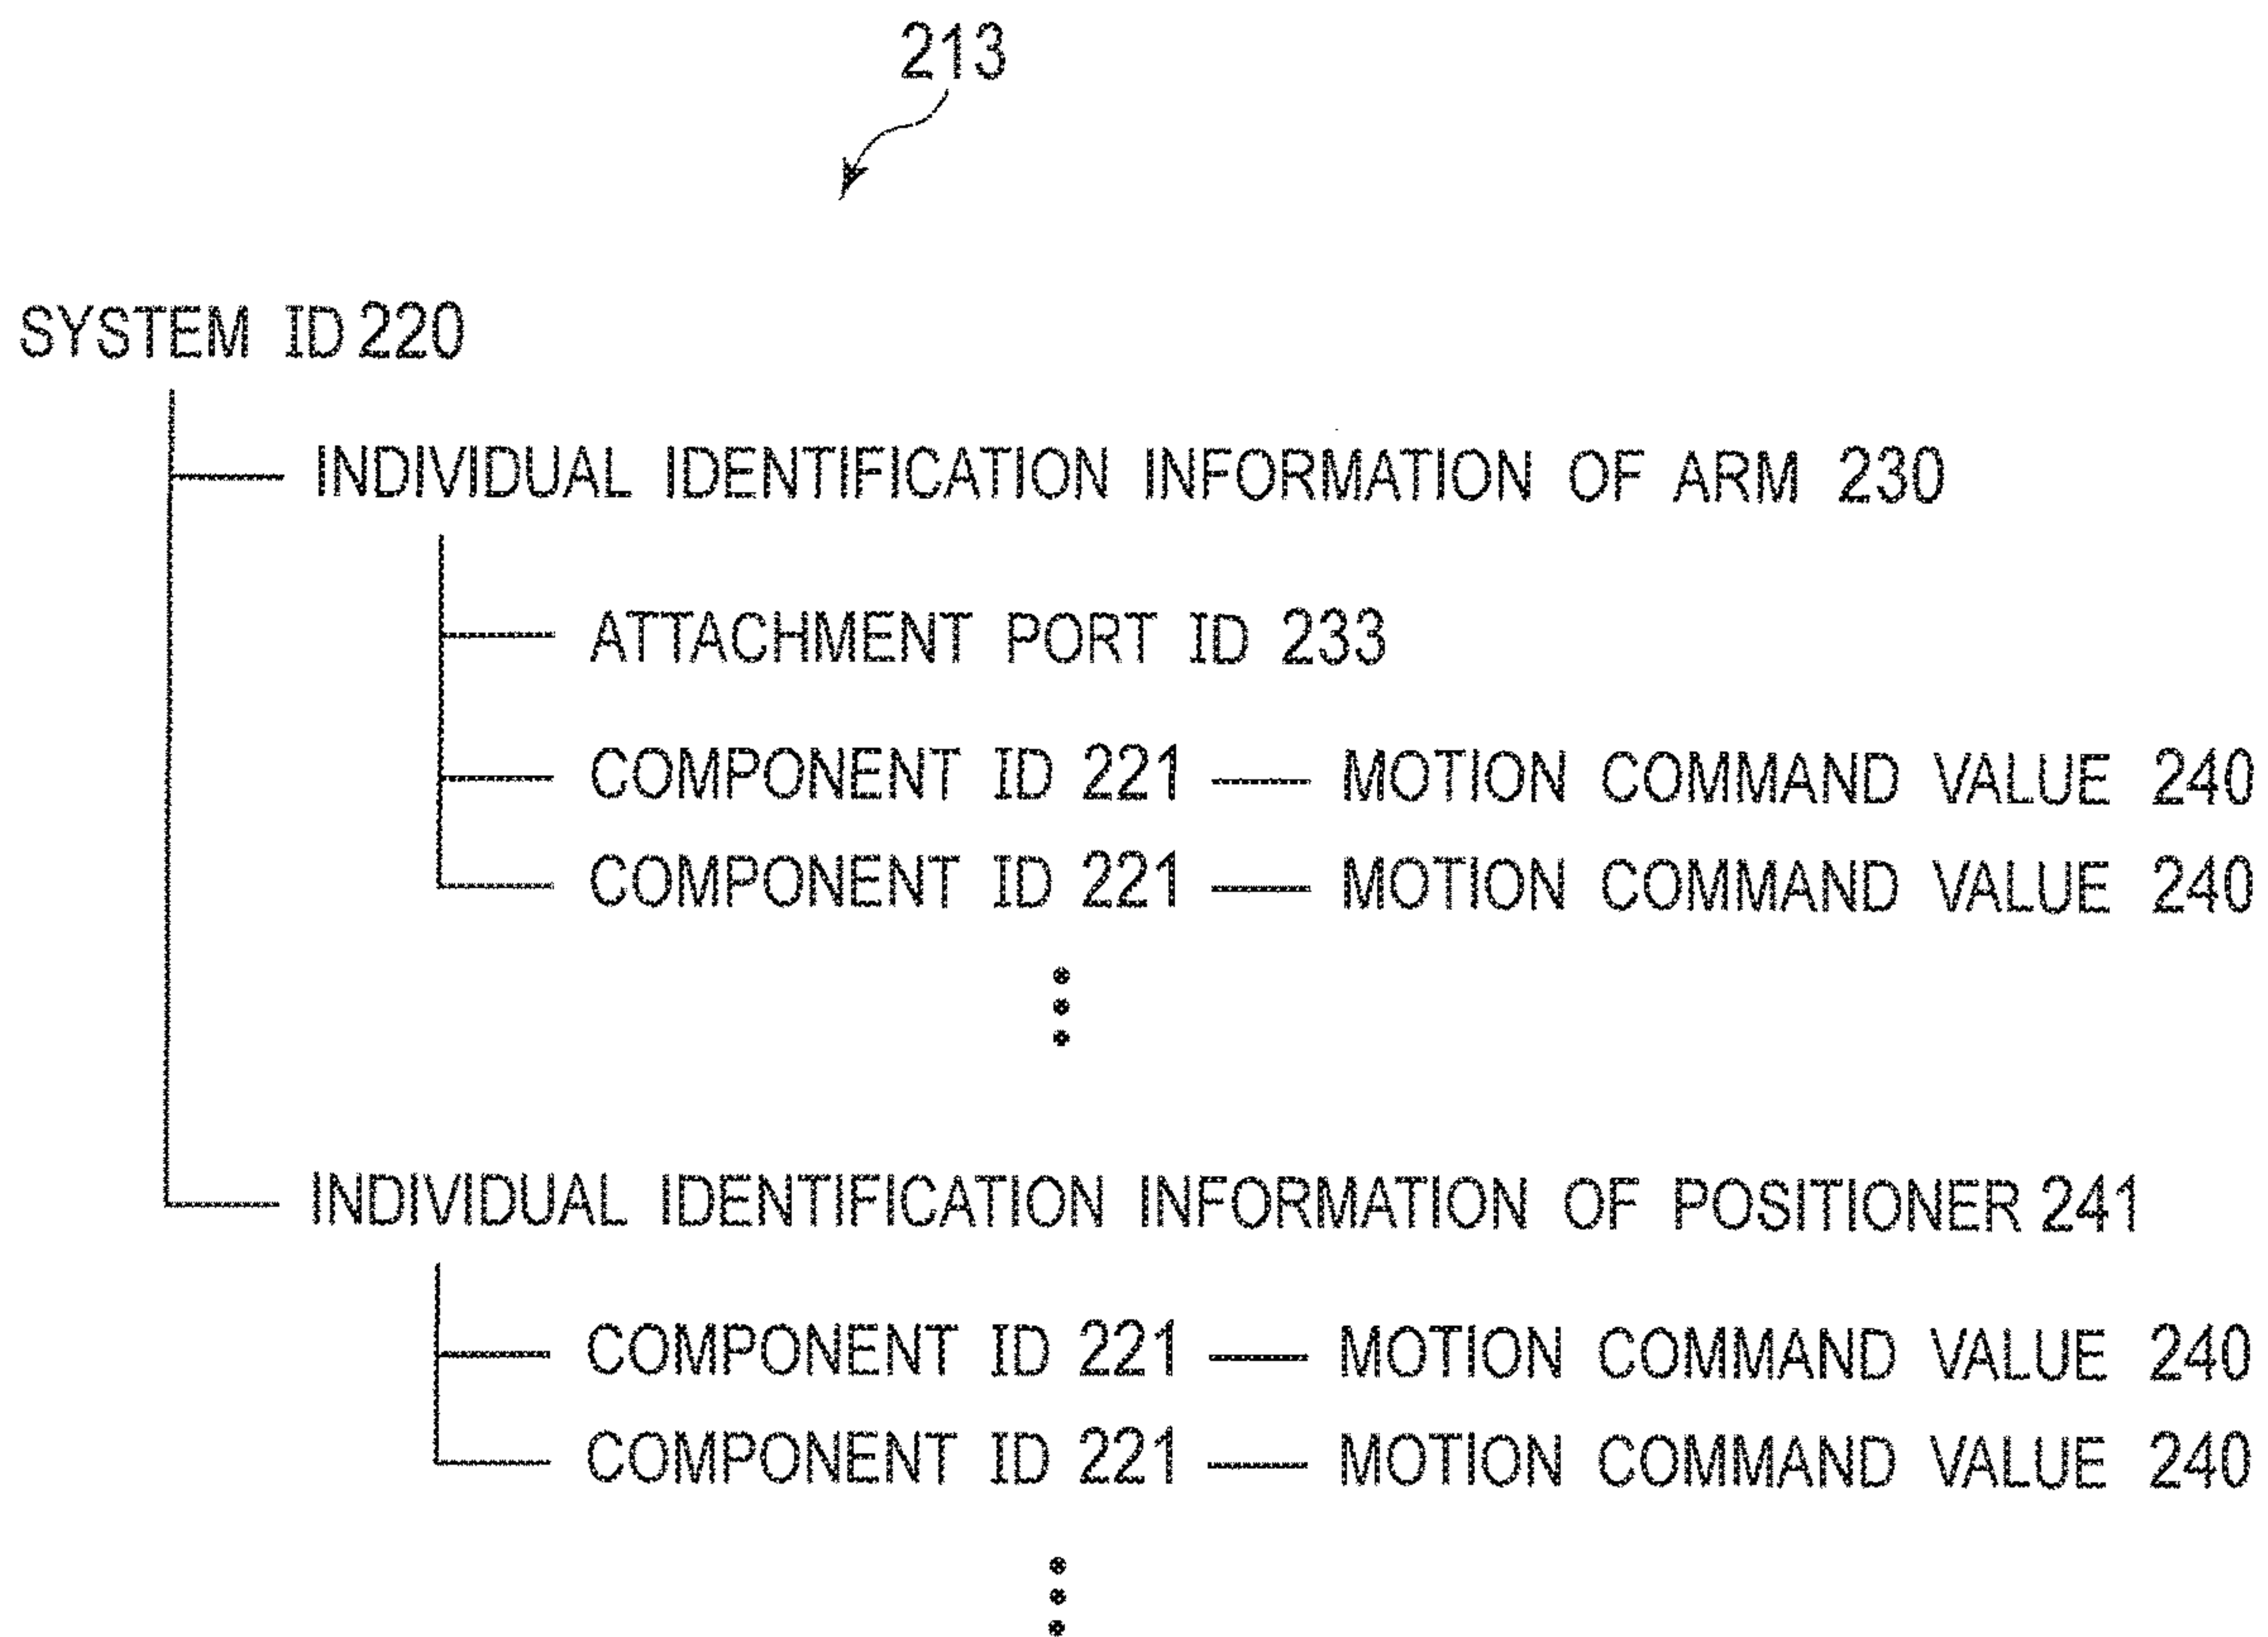 213
SYSTEM ID 220
INDIVIDUAL IDENTIFICATION INFORMATION OF ARM 230
ATTACHMENT PORT ID 233
COMPONENT ID 221 — MOTION COMMAND VALUE 240
COMPONENT ID 221 — MOTION COMMAND VALUE 240
INDIVIDUAL IDENTIFICATION INFORMATION OF POSITIONER 241
COMPONENT ID 221 — MOTION COMMAND VALUE 240
COMPONENT ID 221 — MOTION COMMAND VALUE 240